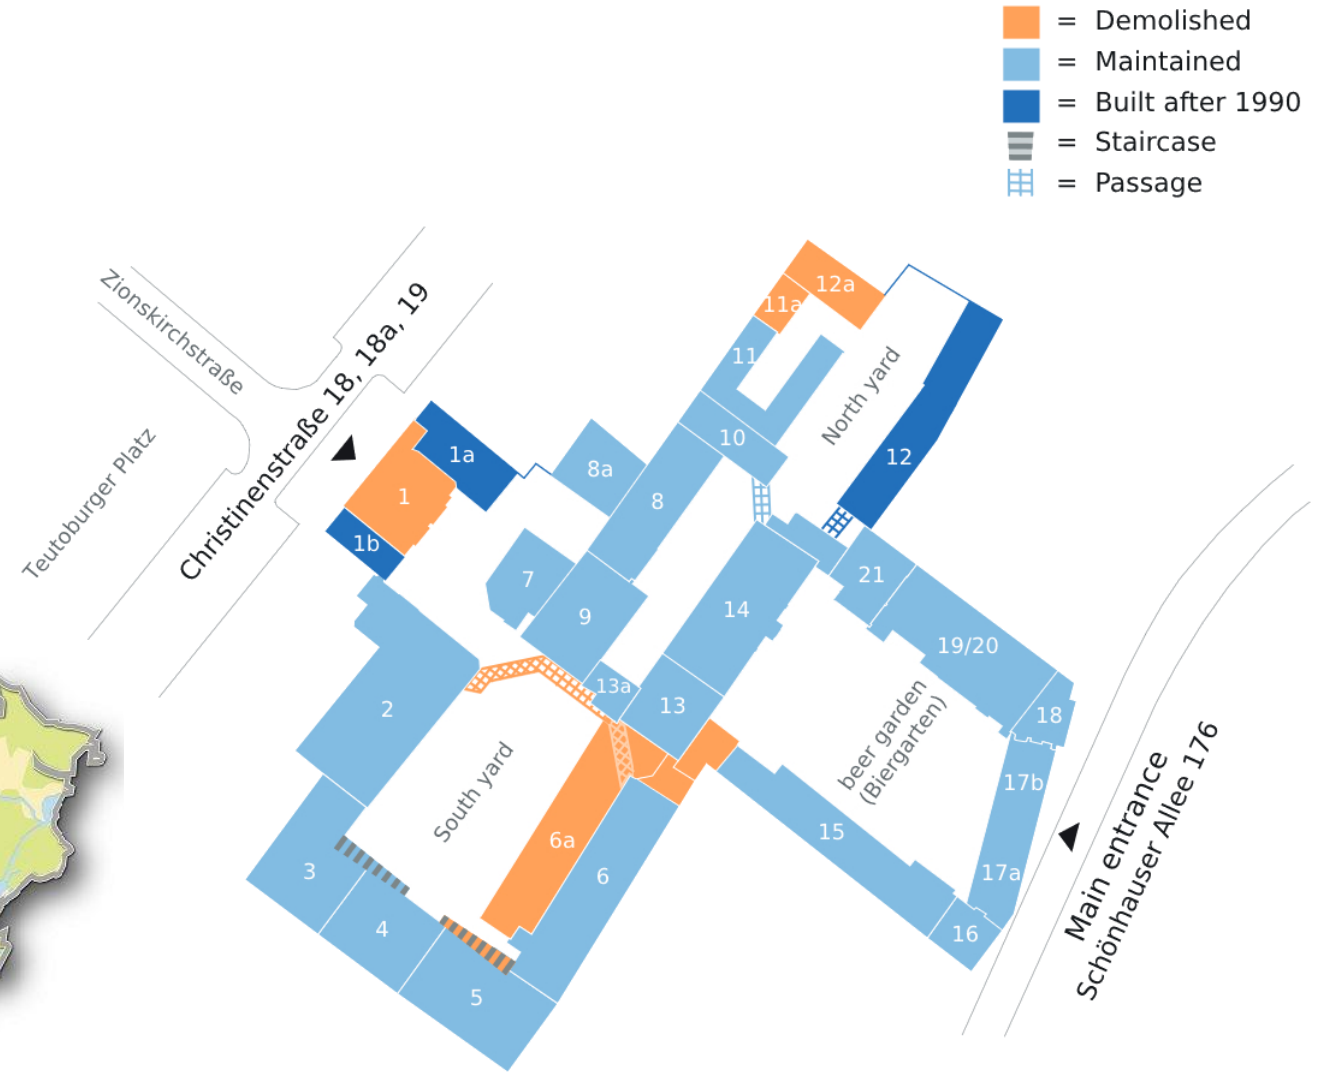 = Demolished
= Maintained
= Built after 1990
= Staircase
= Passage
Zionskirchstraße
Christinenstraße 18, 18a, 19
Teutoburger Platz
12a
11a
11
North yard
10
1a
8a
12
1
8
1b
7
21
9
14
19/20
13a
13
2
18
beer garden
(Biergarten)
South yard
17b
15
6a
3
6
17a
4
16
5
Main entrance
Schönhauser Allee 176